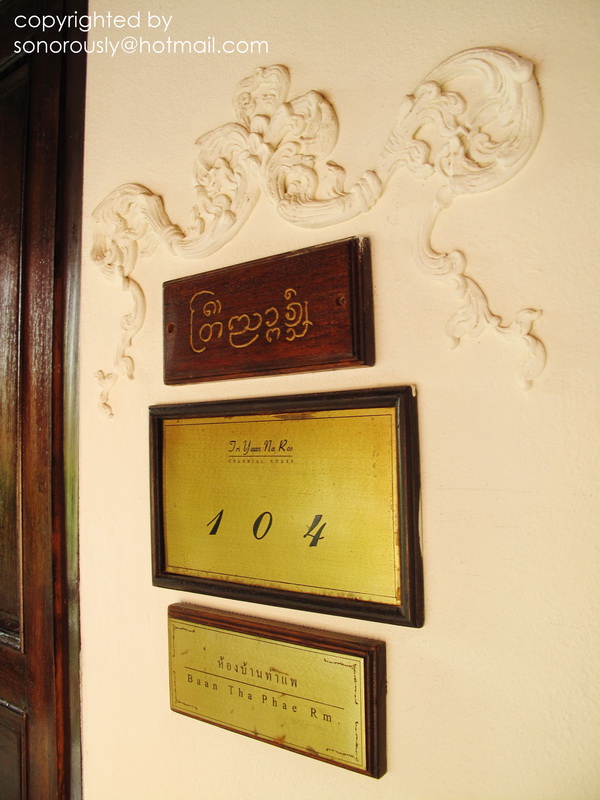 copyrighted by
sonorously@hotmail.com
Tri Yaan Na Ros
COLONIAL HOUSE
104
ห้องบ้านท่าแพ
Baan Tha Phae Rm.